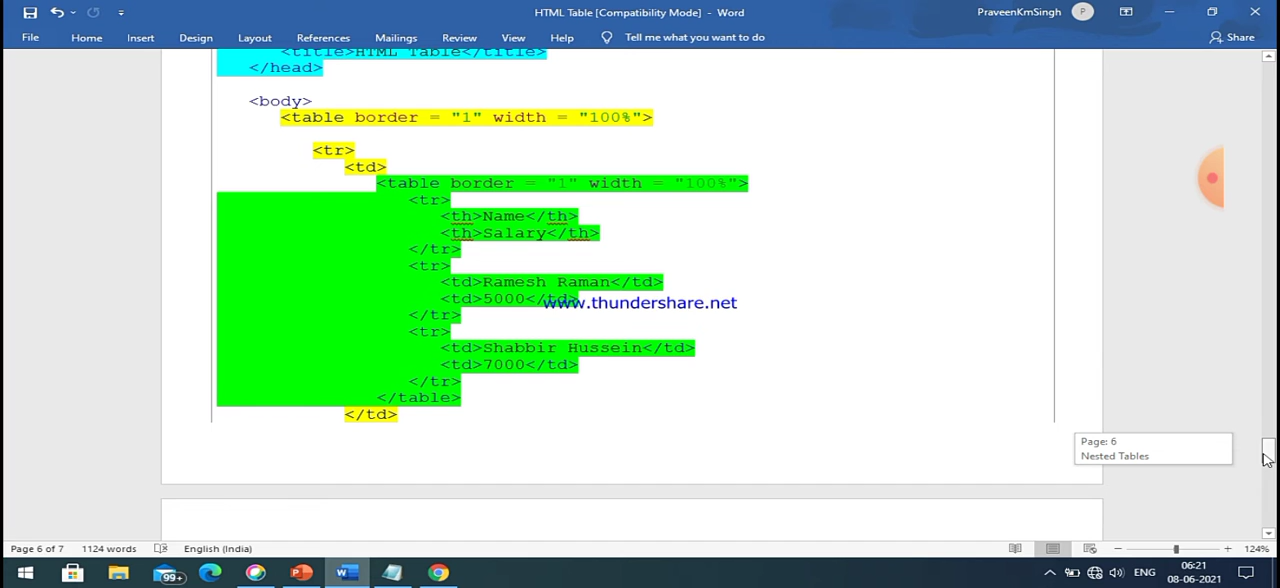 HTML Table [Compatibility Mode] - Word
PraveenKmSingh
P
File Home Insert Design Layout References Mailings Review View Help Tell me what you want to do Share
<title>HTML Table</title>
</head>
<body>
<table border = "1" width = "100%">
<tr>
<td>
<table border = "1" width = "100%">
<tr>
<th>Name</th>
<th>Salary</th>
</tr>
<tr>
<td>Ramesh Raman</td>
<td>5000</td>
www.thundershare.net
</tr>
<tr>
<td>Shabbir Hussein</td>
<td>7000</td>
</tr>
</table>
</td>
Page: 6
Nested Tables
Page 6 of 7 1124 words English (India) 124%
99+ ENG 06:21
08-06-2021